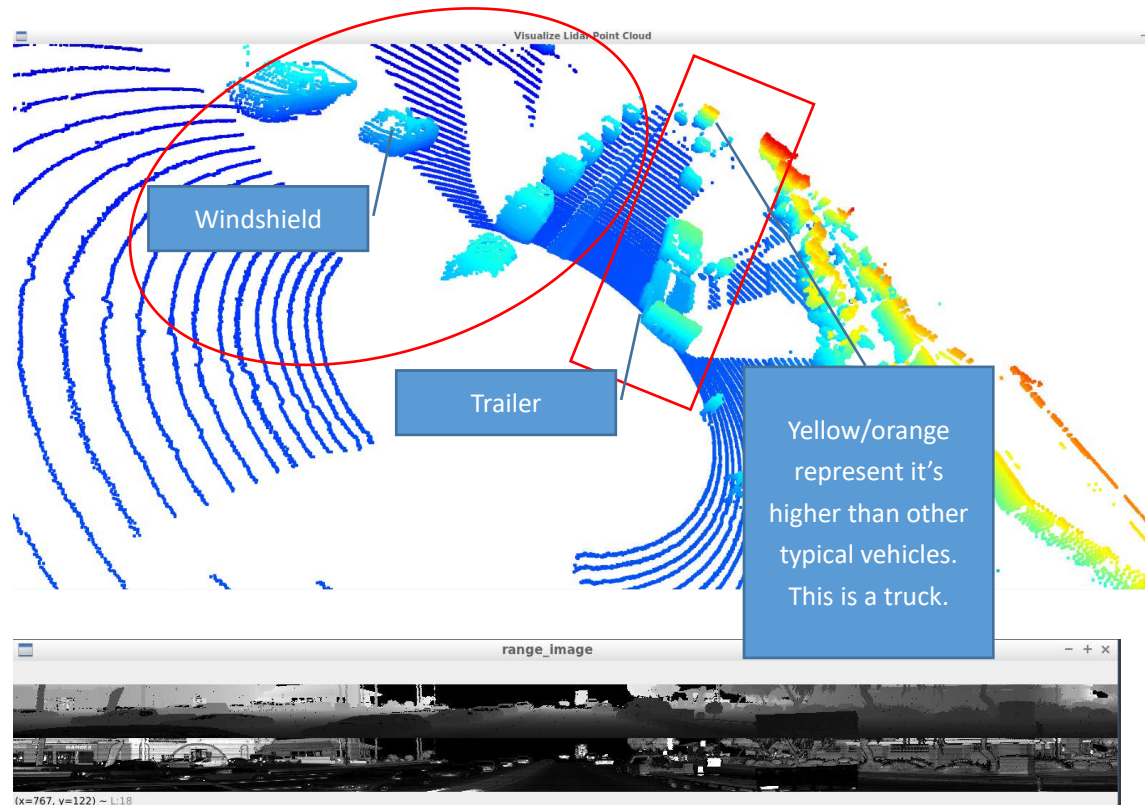 Visualize Lidar Point Cloud
Windshield
Trailer
Yellow/orange
represent it’s
higher than other
typical vehicles.
This is a truck.
range_image
(x=767, y=122) ~ L:18